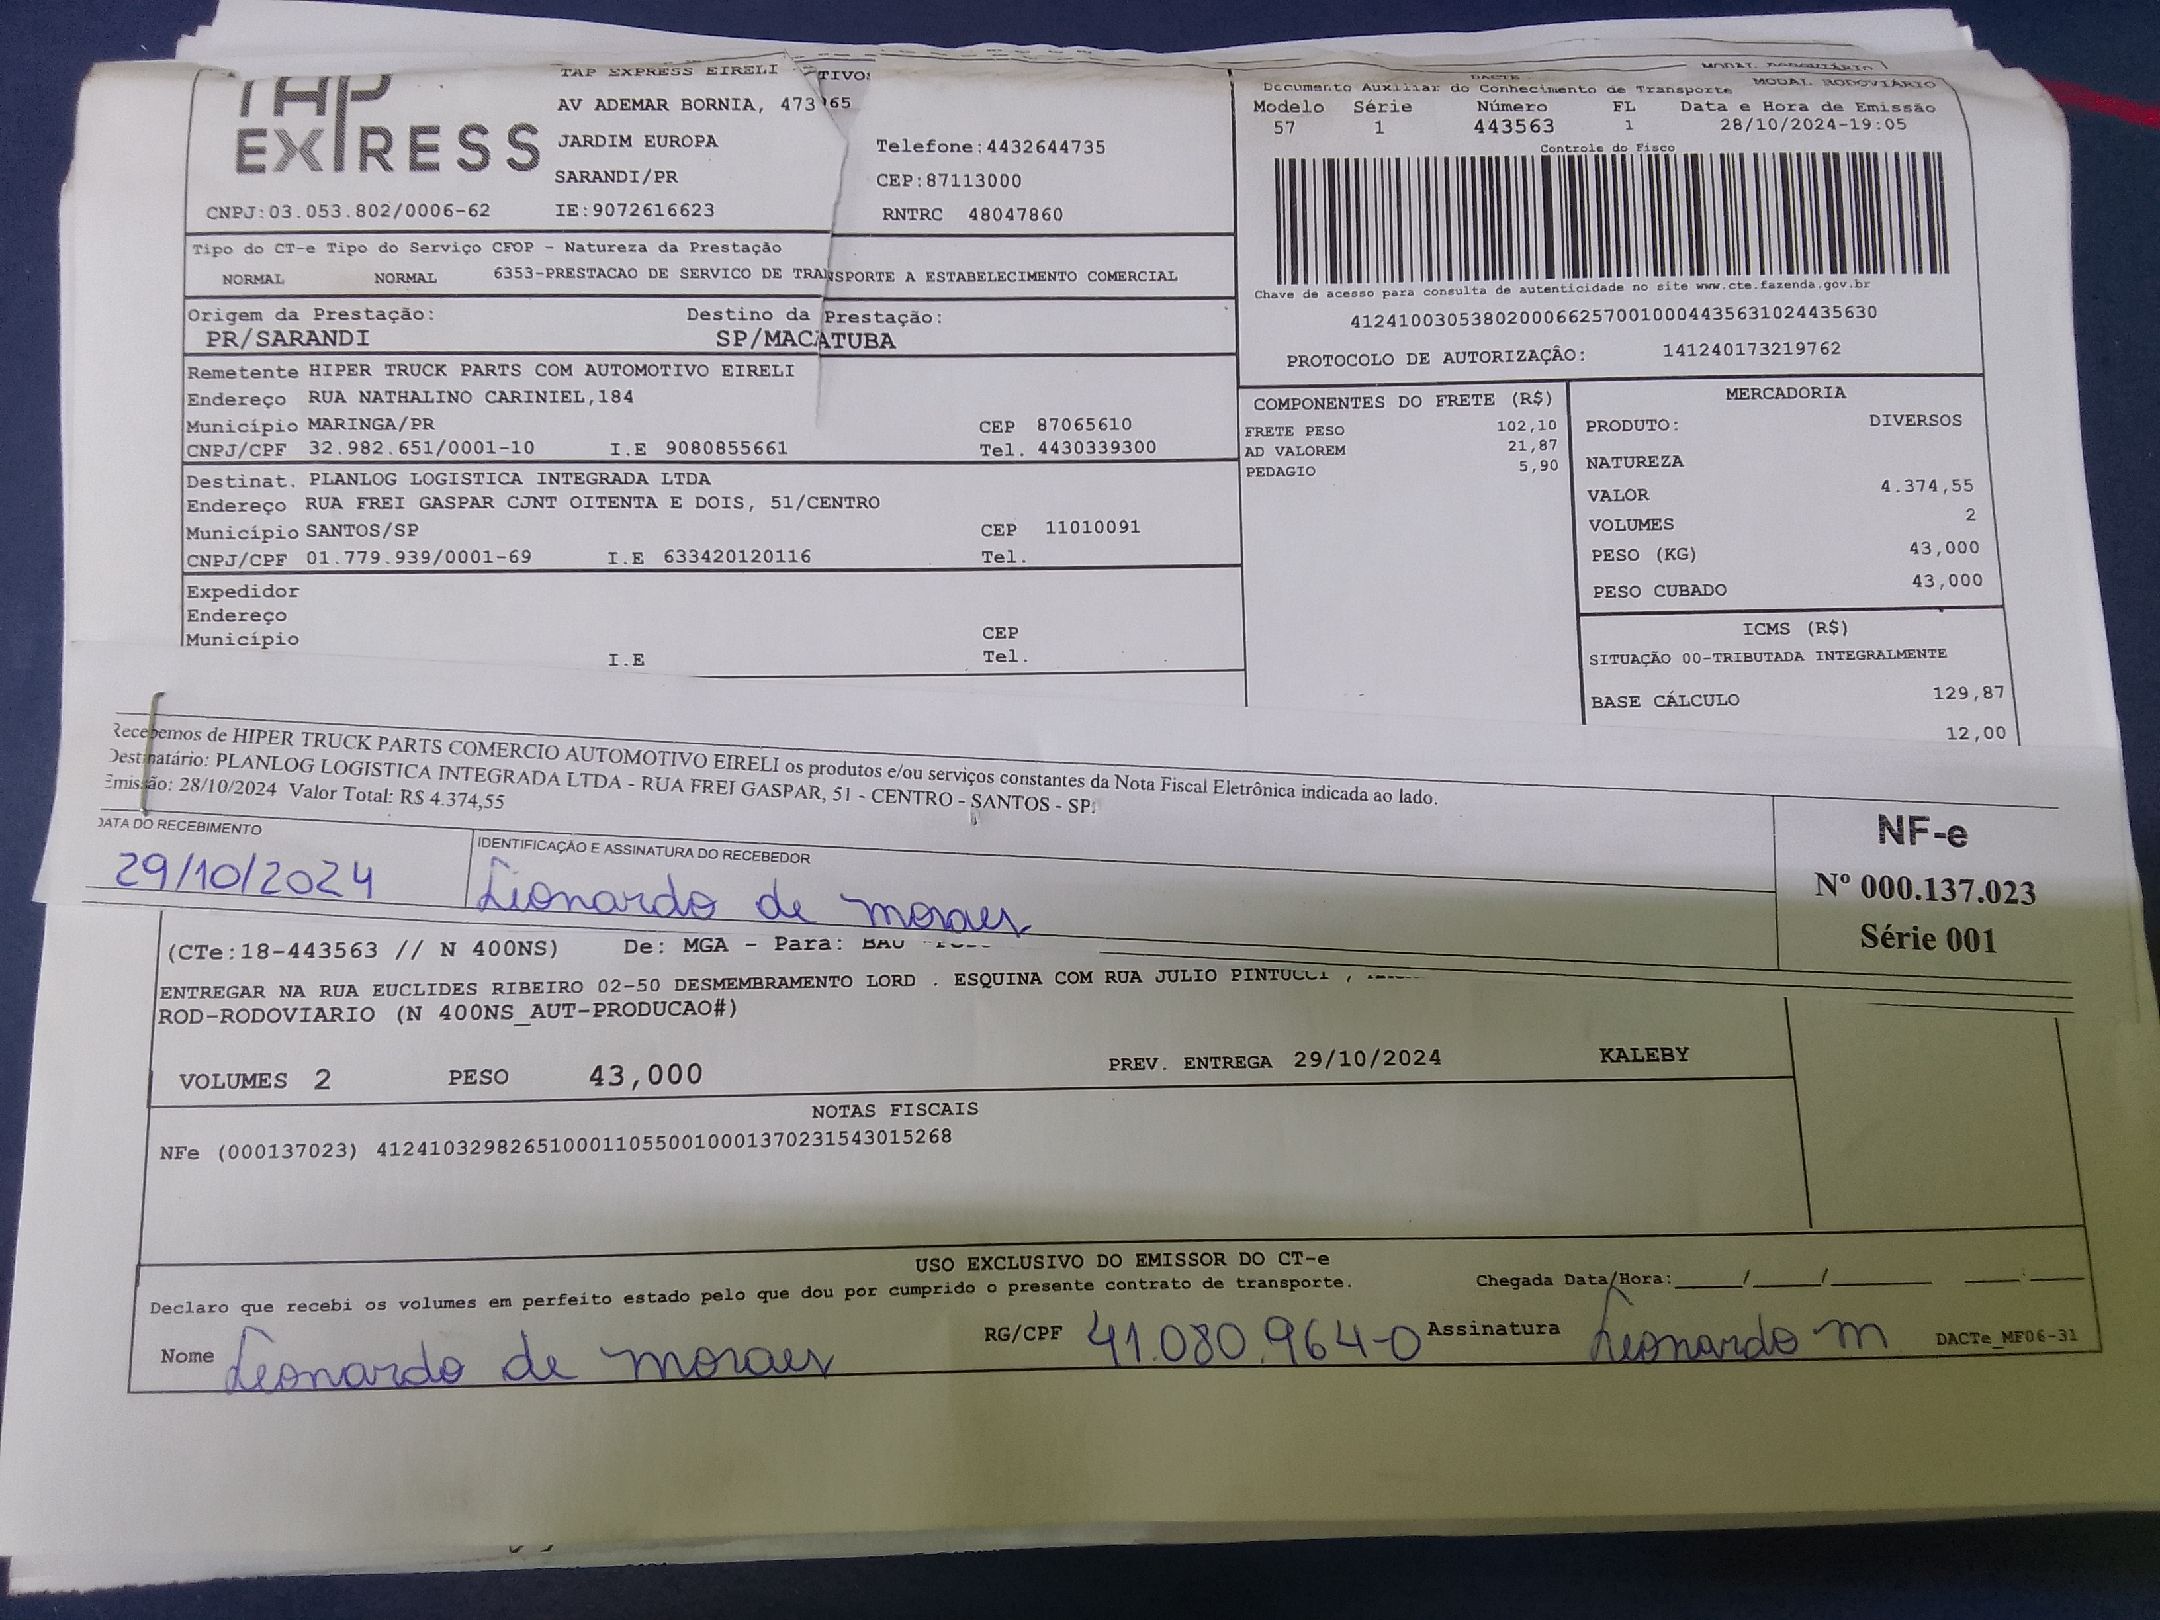 TAP
EXPRESS
TAP EXPRESS EIRELI
AV ADEMAR BORNIA, 473
JARDIM EUROPA
SARANDI/PR
CNPJ:03.053.802/0006-62 IE:9072616623
Telefone:4432644735
CEP:87113000
RNTRC 48047860
MODAL RODOVIÁRIO
DACTE
Documento Auxiliar do Conhecimento de Transporte MODAL RODOVIÁRIO
Modelo Série Número FL Data e Hora de Emissão
57 1 443563 1 28/10/2024-19:05
Controle do Fisco
Chave de acesso para consulta de autenticidade no site www.cte.fazenda.gov.br
41241003053802000662570010004435631024435630
PROTOCOLO DE AUTORIZAÇÂO: 141240173219762
Tipo do CT-e Tipo do Serviço CFOP - Natureza da Prestação
NORMAL NORMAL 6353-PRESTACAO DE SERVICO DE TRANSPORTE A ESTABELECIMENTO COMERCIAL
Origem da Prestação: Destino da Prestação:
PR/SARANDI SP/MACATUBA
Remetente HIPER TRUCK PARTS COM AUTOMOTIVO EIRELI
Endereço RUA NATHALINO CARINIEL,184
Município MARINGA/PR CEP 87065610
CNPJ/CPF 32.982.651/0001-10 I.E 9080855661 Tel. 4430339300
Destinat. PLANLOG LOGISTICA INTEGRADA LTDA
Endereço RUA FREI GASPAR CJNT OITENTA E DOIS, 51/CENTRO
Município SANTOS/SP CEP 11010091
CNPJ/CPF 01.779.939/0001-69 I.E 633420120116 Tel.
Expedidor
Endereço
Município CEP
I.E Tel.
COMPONENTES DO FRETE (R$)
FRETE PESO 102,10
AD VALOREM 21,87
PEDAGIO 5,90
MERCADORIA
PRODUTO: DIVERSOS
NATUREZA
VALOR 4.374,55
VOLUMES 2
PESO (KG) 43,000
PESO CUBADO 43,000
ICMS (R$)
SITUAÇÃO 00-TRIBUTADA INTEGRALMENTE
BASE CÁLCULO 129,87
12,00
Recebemos de HIPER TRUCK PARTS COMERCIO AUTOMOTIVO EIRELI os produtos e/ou serviços constantes da Nota Fiscal Eletrônica indicada ao lado.
Destinatário: PLANLOG LOGISTICA INTEGRADA LTDA - RUA FREI GASPAR, 51 - CENTRO - SANTOS - SP
Emissão: 28/10/2024 Valor Total: R$ 4.374,55
DATA DO RECEBIMENTO IDENTIFICAÇÃO E ASSINATURA DO RECEBEDOR
29/10/2024 Leonardo de moraes
NF-e
Nº 000.137.023
Série 001
(CTe:18-443563 // N 400NS) De: MGA - Para: BAU
ENTREGAR NA RUA EUCLIDES RIBEIRO 02-50 DESMEMBRAMENTO LORD . ESQUINA COM RUA JULIO PINTUCCI ,
ROD-RODOVIARIO (N 400NS_AUT-PRODUCAO#)
VOLUMES 2 PESO 43,000 PREV. ENTREGA 29/10/2024 KALEBY
NOTAS FISCAIS
NFe (000137023) 41241032982651000110550010001370231543015268
USO EXCLUSIVO DO EMISSOR DO CT-e
Declaro que recebi os volumes em perfeito estado pelo que dou por cumprido o presente contrato de transporte. Chegada Data/Hora:____/____/______ ___:___
Nome Leonardo de moraes RG/CPF 41.080.964-0 Assinatura Leonardo m DACTe_MF06-31